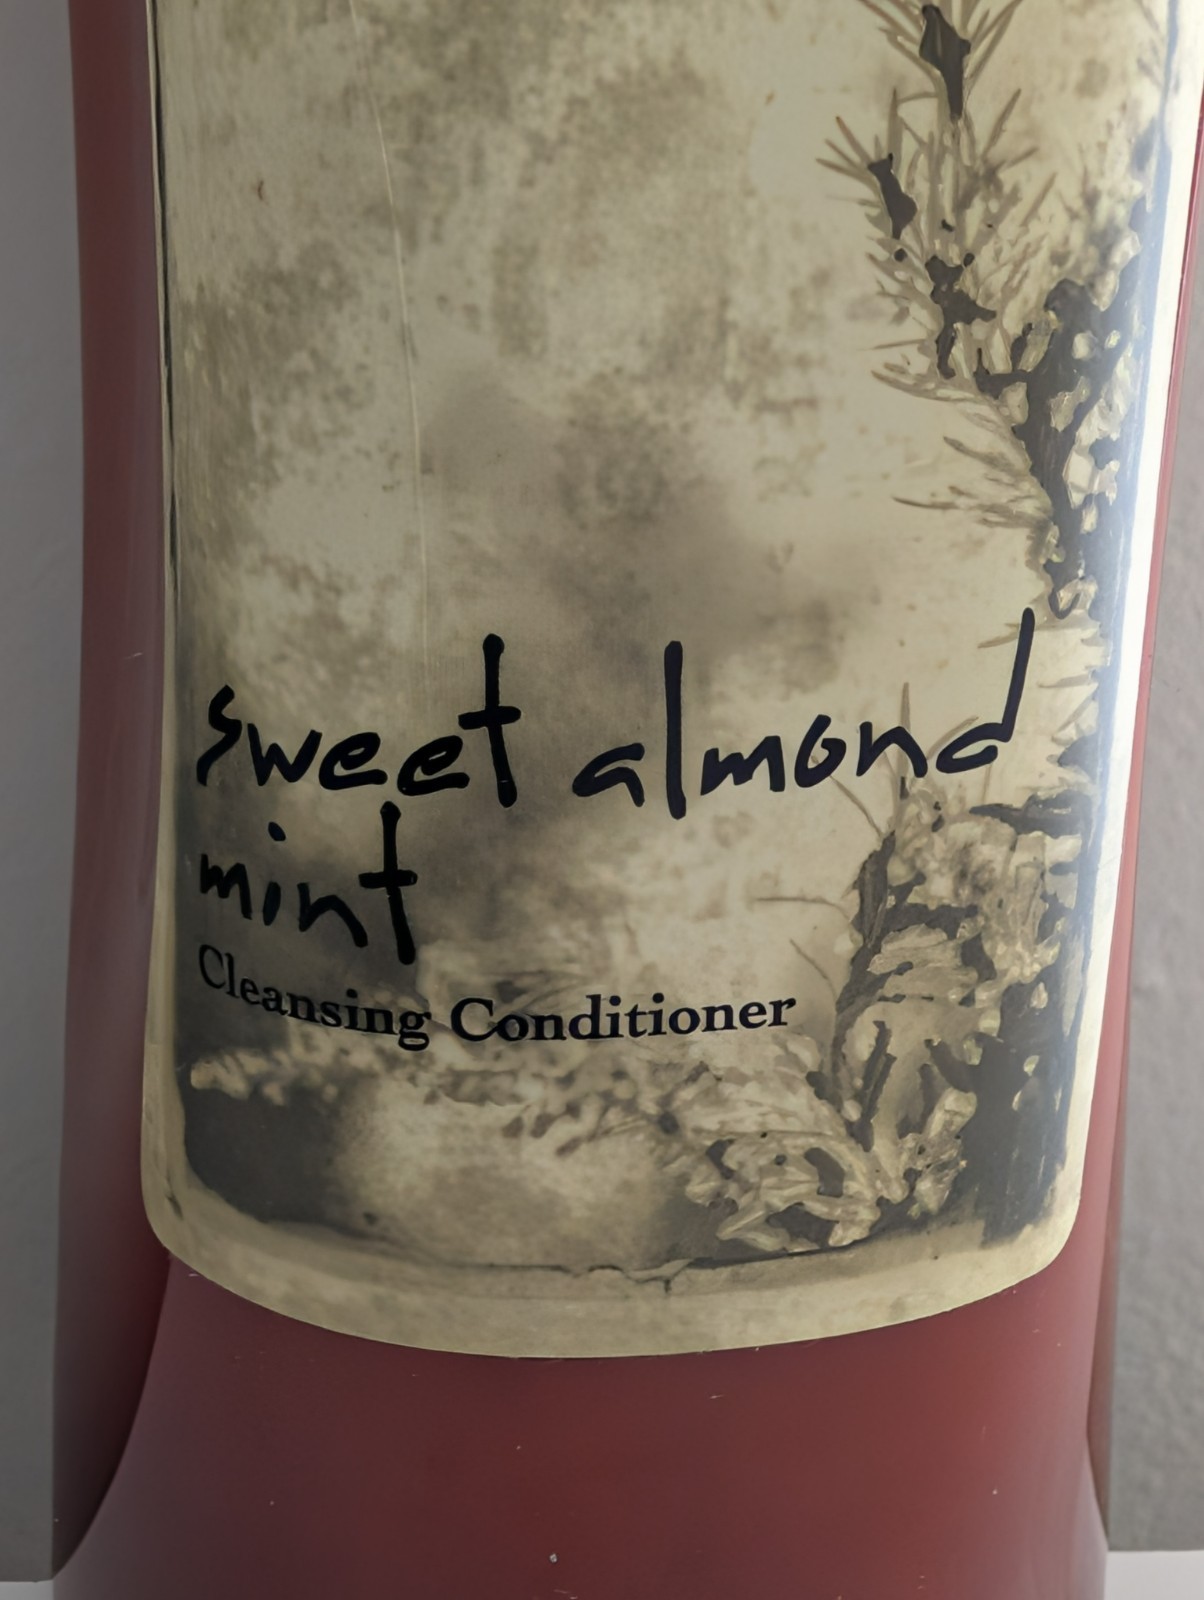 sweet almond
mint
Cleansing Conditioner